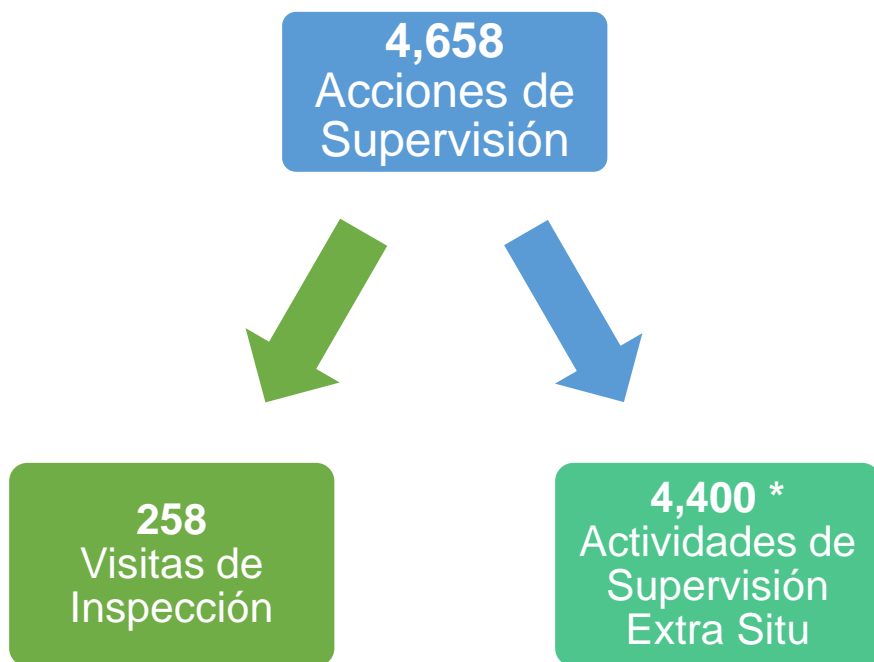 4,658
Acciones de
Supervisión
258
Visitas de
Inspección
4,400 *
Actividades de
Supervisión
Extra Situ